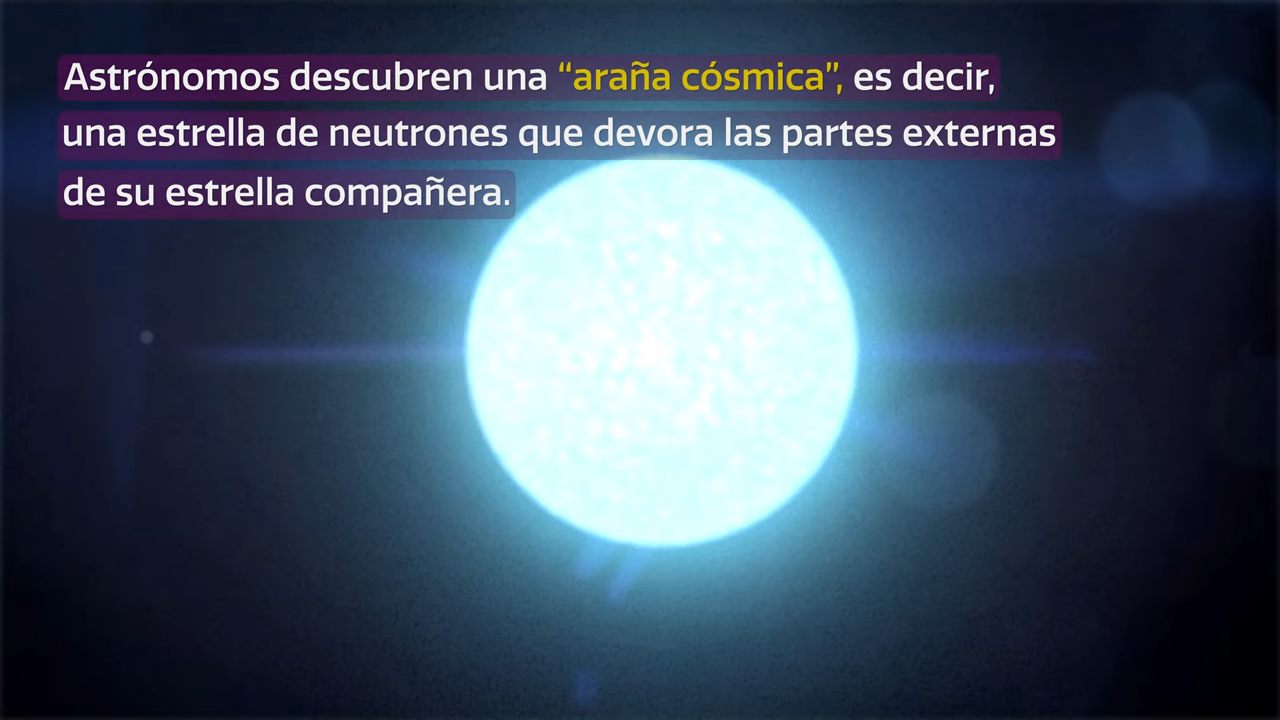 Astrónomos descubren una “araña cósmica”, es decir,
una estrella de neutrones que devora las partes externas
de su estrella compañera.